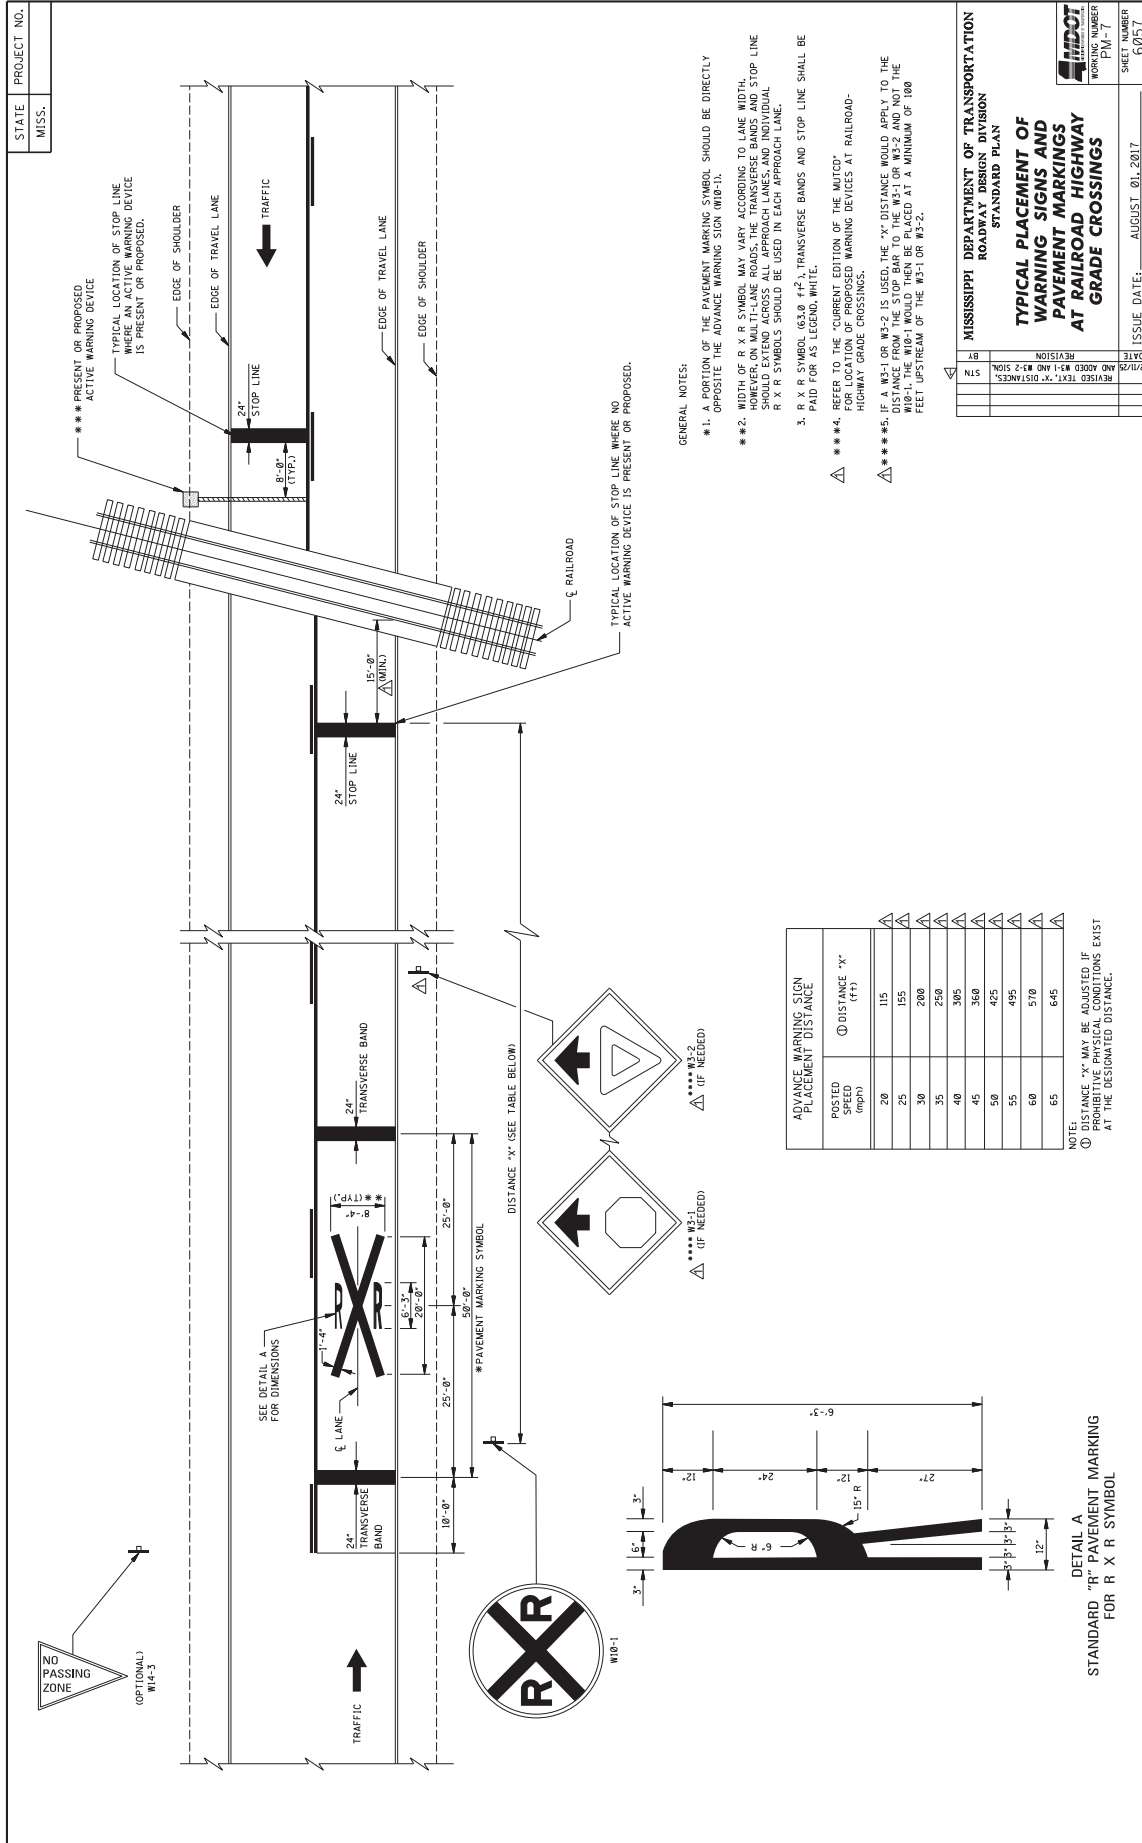 STATE PROJECT NO.
MISS.
* * * PRESENT OR PROPOSED
ACTIVE WARNING DEVICE
TYPICAL LOCATION OF STOP LINE
WHERE AN ACTIVE WARNING DEVICE
IS PRESENT OR PROPOSED.
EDGE OF SHOULDER
EDGE OF TRAVEL LANE
TRAFFIC
24"
STOP LINE
8'-0"
(TYP.)
EDGE OF TRAVEL LANE
EDGE OF SHOULDER
℄ RAILROAD
15'-0"
(MIN.)
1
TYPICAL LOCATION OF STOP LINE WHERE NO
ACTIVE WARNING DEVICE IS PRESENT OR PROPOSED.
24"
STOP LINE
NO
PASSING
ZONE
(OPTIONAL)
W14-3
TRAFFIC
24"
TRANSVERSE
BAND
10'-0"
SEE DETAIL A
FOR DIMENSIONS
1'-4"
℄ LANE
8'-4"
* * (TYP.)
6'-3"
20'-0"
25'-0"
25'-0"
50'-0"
*PAVEMENT MARKING SYMBOL
24"
TRANSVERSE BAND
1
DISTANCE "X" (SEE TABLE BELOW)
R R
W10-1
1 **** W3-1
(IF NEEDED)
1 **** W3-2
(IF NEEDED)
3" 6" 3"
12"
24"
12"
27"
6'-3"
6" R
15" R
3" 3" 3" 3"
12"
DETAIL A
STANDARD "R" PAVEMENT MARKING
FOR R X R SYMBOL
ADVANCE WARNING SIGN
PLACEMENT DISTANCE
POSTED
SPEED
(mph)
① DISTANCE "X"
(ft)
20 115 1
25 155 1
30 200 1
35 250 1
40 305 1
45 360 1
50 425 1
55 495 1
60 570 1
65 645 1
NOTE:
① DISTANCE "X" MAY BE ADJUSTED IF
PROHIBITIVE PHYSICAL CONDITIONS EXIST
AT THE DESIGNATED DISTANCE.
GENERAL NOTES:
* 1. A PORTION OF THE PAVEMENT MARKING SYMBOL SHOULD BE DIRECTLY
OPPOSITE THE ADVANCE WARNING SIGN (W10-1).
* * 2. WIDTH OF R X R SYMBOL MAY VARY ACCORDING TO LANE WIDTH.
HOWEVER, ON MULTI-LANE ROADS, THE TRANSVERSE BANDS AND STOP LINE
SHOULD EXTEND ACROSS ALL APPROACH LANES, AND INDIVIDUAL
R X R SYMBOLS SHOULD BE USED IN EACH APPROACH LANE.
3. R X R SYMBOL (63.0 ft²), TRANSVERSE BANDS AND STOP LINE SHALL BE
PAID FOR AS LEGEND, WHITE.
1 * * * 4. REFER TO THE "CURRENT EDITION OF THE MUTCD"
FOR LOCATION OF PROPOSED WARNING DEVICES AT RAILROAD-
HIGHWAY GRADE CROSSINGS.
1 * * * * 5. IF A W3-1 OR W3-2 IS USED, THE "X" DISTANCE WOULD APPLY TO THE
DISTANCE FROM THE STOP BAR TO THE W3-1 OR W3-2 AND NOT THE
W10-1. THE W10-1 WOULD THEN BE PLACED AT A MINIMUM OF 100
FEET UPSTREAM OF THE W3-1 OR W3-2.
1
BY
STN
REVISION
REVISED TEXT, "X" DISTANCES,
AND ADDED W3-1 AND W3-2 SIGN.
MISSISSIPPI DEPARTMENT OF TRANSPORTATION
ROADWAY DESIGN DIVISION
STANDARD PLAN
TYPICAL PLACEMENT OF
WARNING SIGNS AND
PAVEMENT MARKINGS
AT RAILROAD HIGHWAY
GRADE CROSSINGS
MDOT
WORKING NUMBER
PM-7
SHEET NUMBER
6057
ISSUE DATE: AUGUST 01, 2017